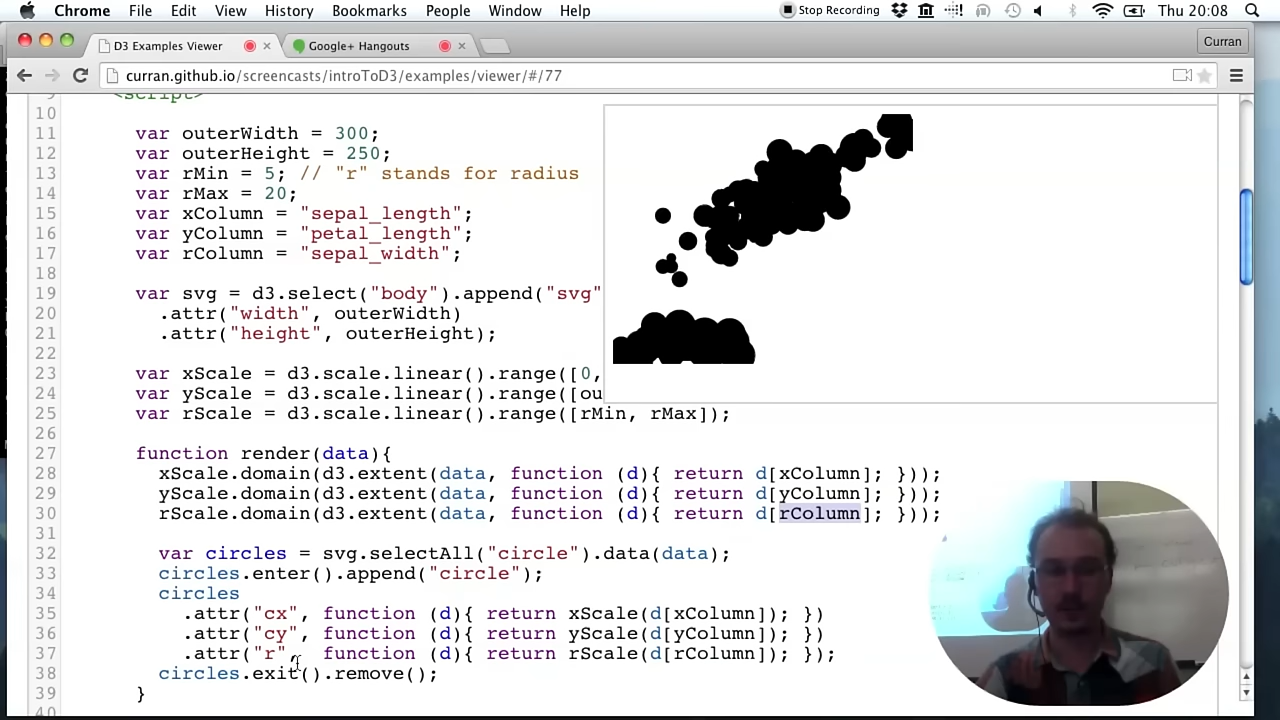 Chrome File Edit View History Bookmarks People Window Help Stop Recording Thu 20:08
D3 Examples Viewer Google+ Hangouts Curran
curran.github.io/screencasts/introToD3/examples/viewer/#/77
<script>
10
11 var outerWidth = 300;
12 var outerHeight = 250;
13 var rMin = 5; // "r" stands for radius
14 var rMax = 20;
15 var xColumn = "sepal_length";
16 var yColumn = "petal_length";
17 var rColumn = "sepal_width";
18
19 var svg = d3.select("body").append("svg"
20 .attr("width", outerWidth)
21 .attr("height", outerHeight);
22
23 var xScale = d3.scale.linear().range([0,
24 var yScale = d3.scale.linear().range([ou
25 var rScale = d3.scale.linear().range([rMin, rMax]);
26
27 function render(data){
28 xScale.domain(d3.extent(data, function (d){ return d[xColumn]; }));
29 yScale.domain(d3.extent(data, function (d){ return d[yColumn]; }));
30 rScale.domain(d3.extent(data, function (d){ return d[rColumn]; }));
31
32 var circles = svg.selectAll("circle").data(data);
33 circles.enter().append("circle");
34 circles
35 .attr("cx", function (d){ return xScale(d[xColumn]); })
36 .attr("cy", function (d){ return yScale(d[yColumn]); })
37 .attr("r", function (d){ return rScale(d[rColumn]); });
38 circles.exit().remove();
39 }
40